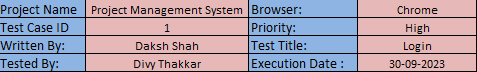 Project Name Project Management System Browser: Chrome
Test Case ID 1 Priority: High
Written By: Daksh Shah Test Title: Login
Tested By: Divy Thakkar Execution Date : 30-09-2023